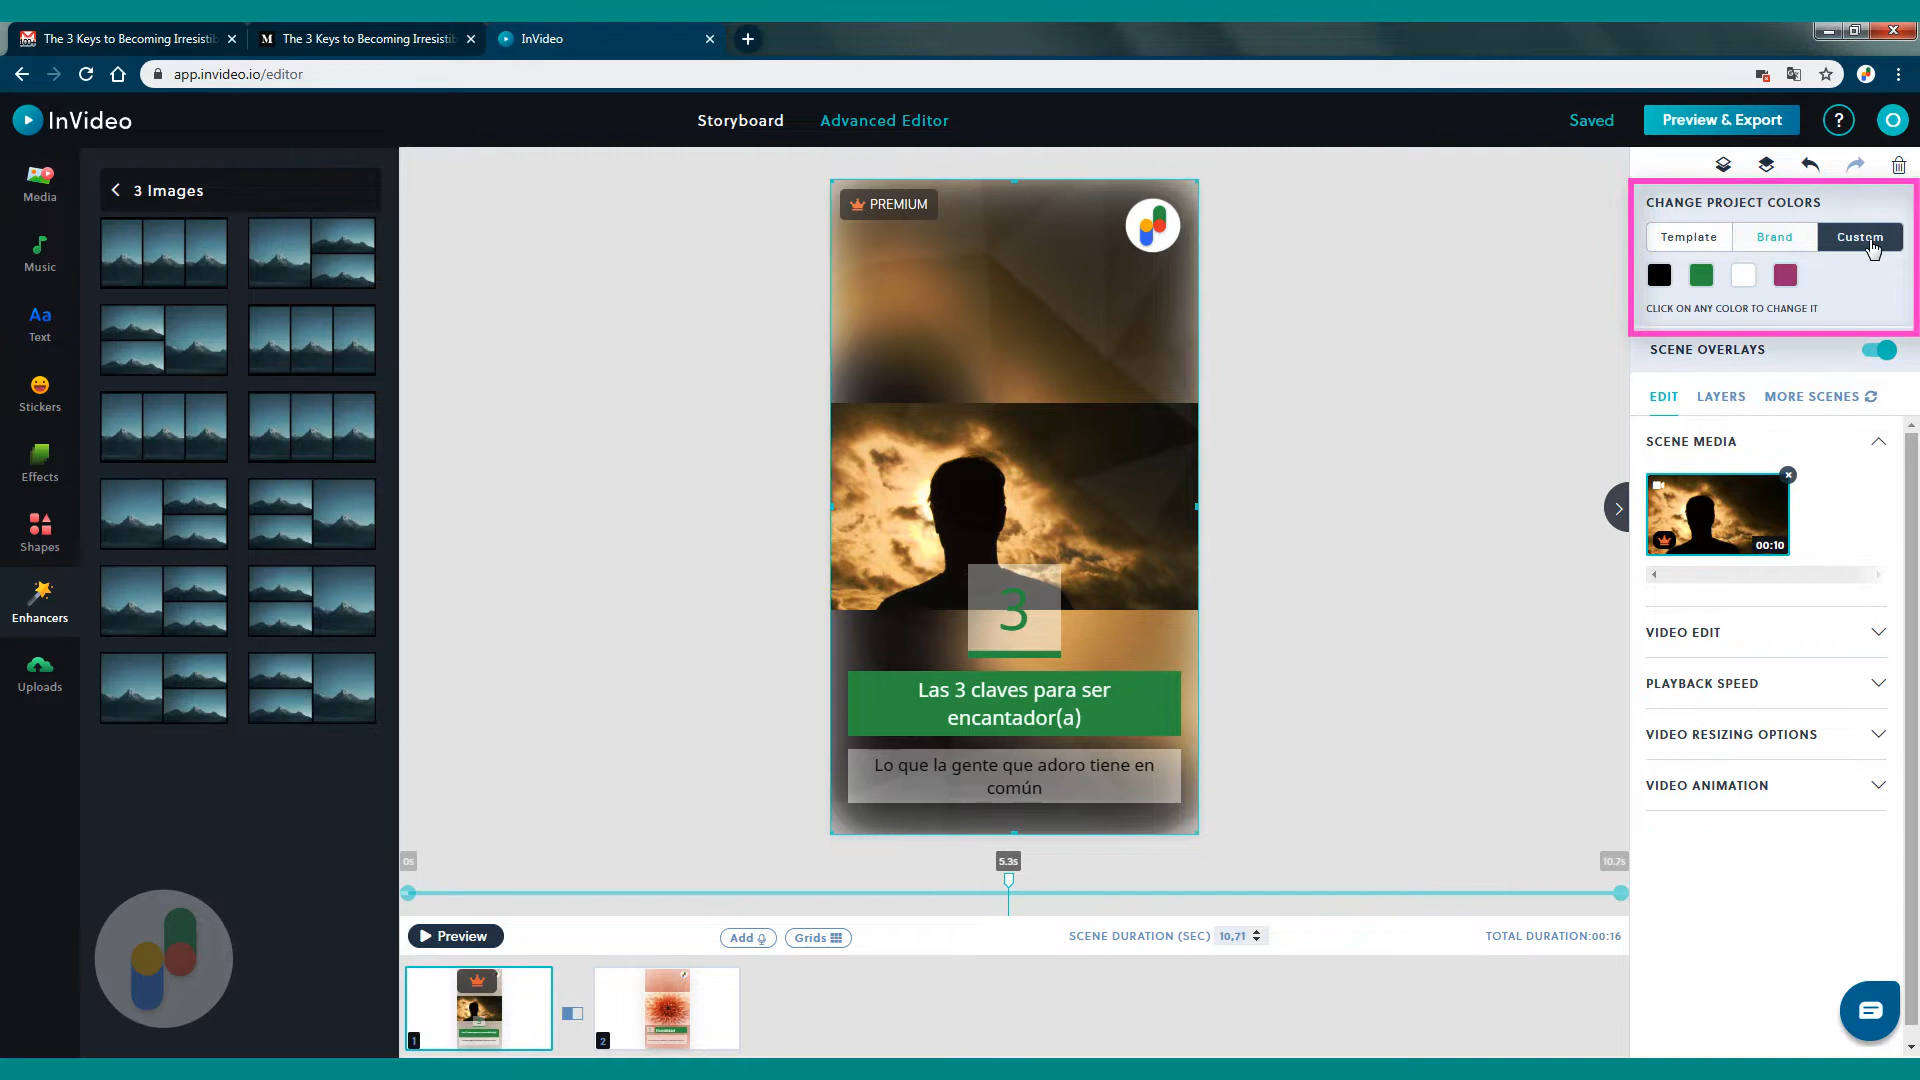 The 3 Keys to Becoming Irresistib
The 3 Keys to Becoming Irresistib
InVideo
app.invideo.io/editor
InVideo
Storyboard
Advanced Editor
Saved
Preview & Export
?
O
Media
Music
Aa
Text
Stickers
Effects
Shapes
Enhancers
Uploads
3 Images
PREMIUM
3
Las 3 claves para ser
encantador(a)
Lo que la gente que adoro tiene en
común
CHANGE PROJECT COLORS
Template
Brand
Custom
CLICK ON ANY COLOR TO CHANGE IT
SCENE OVERLAYS
EDIT
LAYERS
MORE SCENES
SCENE MEDIA
00:10
VIDEO EDIT
PLAYBACK SPEED
VIDEO RESIZING OPTIONS
VIDEO ANIMATION
0s
5.3s
10.7s
Preview
Add
Grids
SCENE DURATION (SEC) 10,71
TOTAL DURATION:00:16
1
2